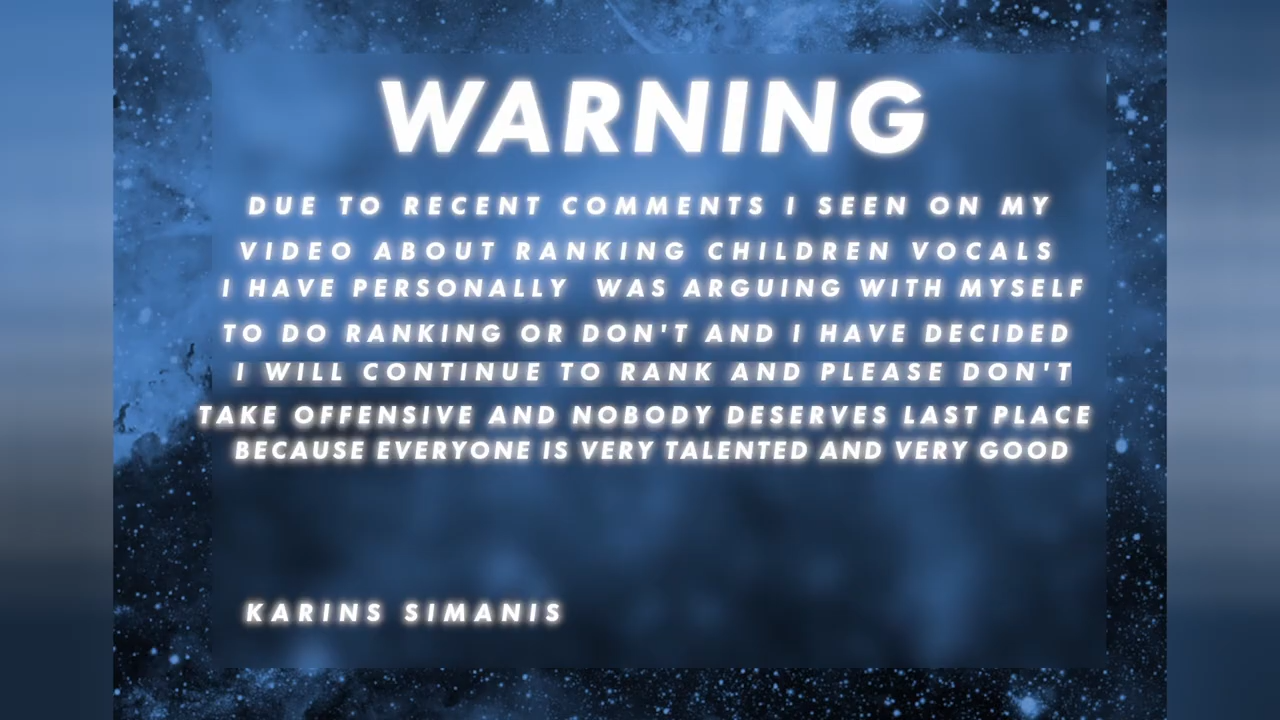 WARNING
DUE TO RECENT COMMENTS I SEEN ON MY
VIDEO ABOUT RANKING CHILDREN VOCALS
I HAVE PERSONALLY WAS ARGUING WITH MYSELF
TO DO RANKING OR DON'T AND I HAVE DECIDED
I WILL CONTINUE TO RANK AND PLEASE DON'T
TAKE OFFENSIVE AND NOBODY DESERVES LAST PLACE
BECAUSE EVERYONE IS VERY TALENTED AND VERY GOOD
KARINS SIMANIS